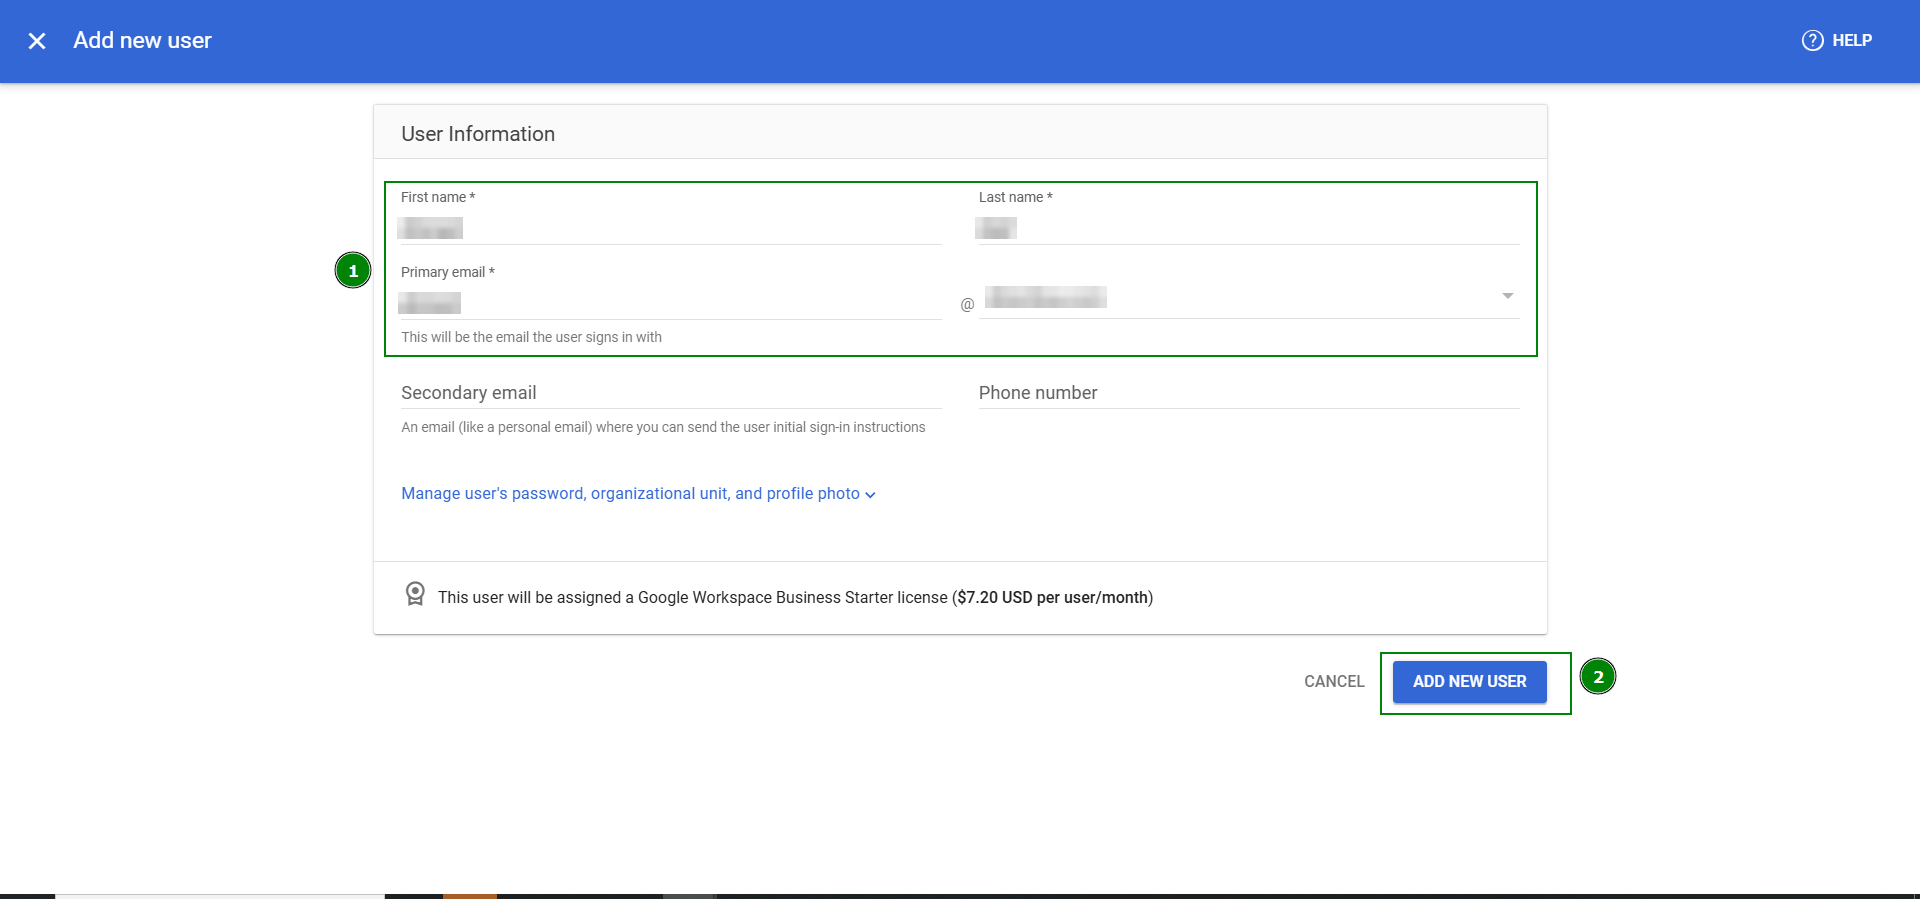 Add new user
HELP
User Information
First name *
Last name *
1
Primary email *
@
This will be the email the user signs in with
Secondary email
Phone number
An email (like a personal email) where you can send the user initial sign-in instructions
Manage user's password, organizational unit, and profile photo
This user will be assigned a Google Workspace Business Starter license ($7.20 USD per user/month)
CANCEL
ADD NEW USER
2